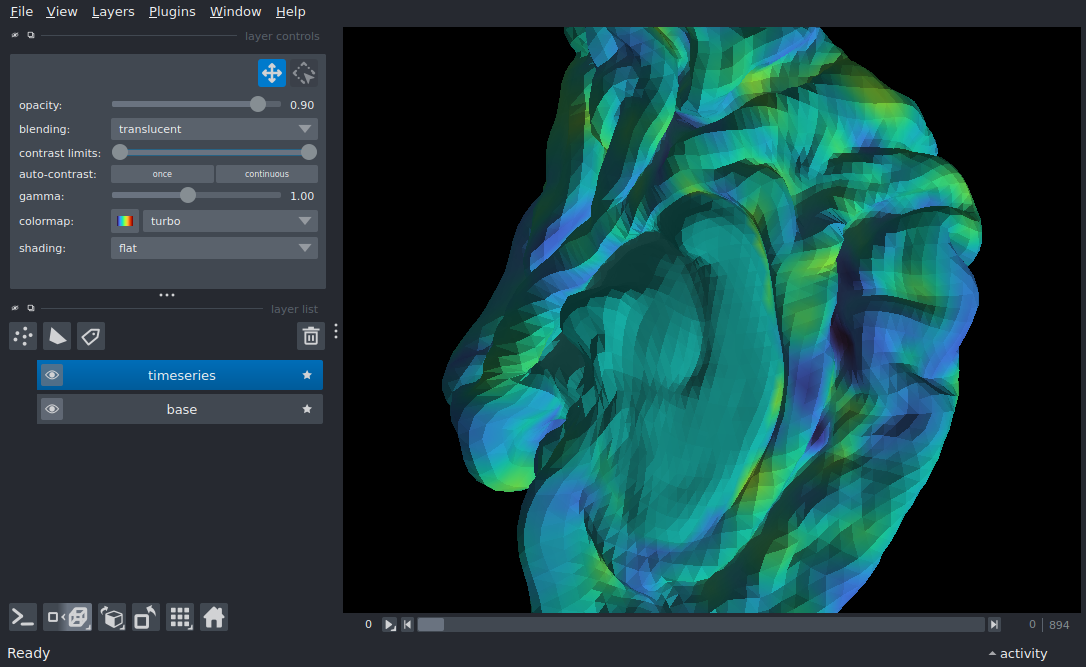 File View Layers Plugins Window Help
layer controls
opacity: 0.90
blending: translucent
contrast limits:
auto-contrast: once continuous
gamma: 1.00
colormap: turbo
shading: flat
layer list
timeseries
base
0 0 894
Ready activity